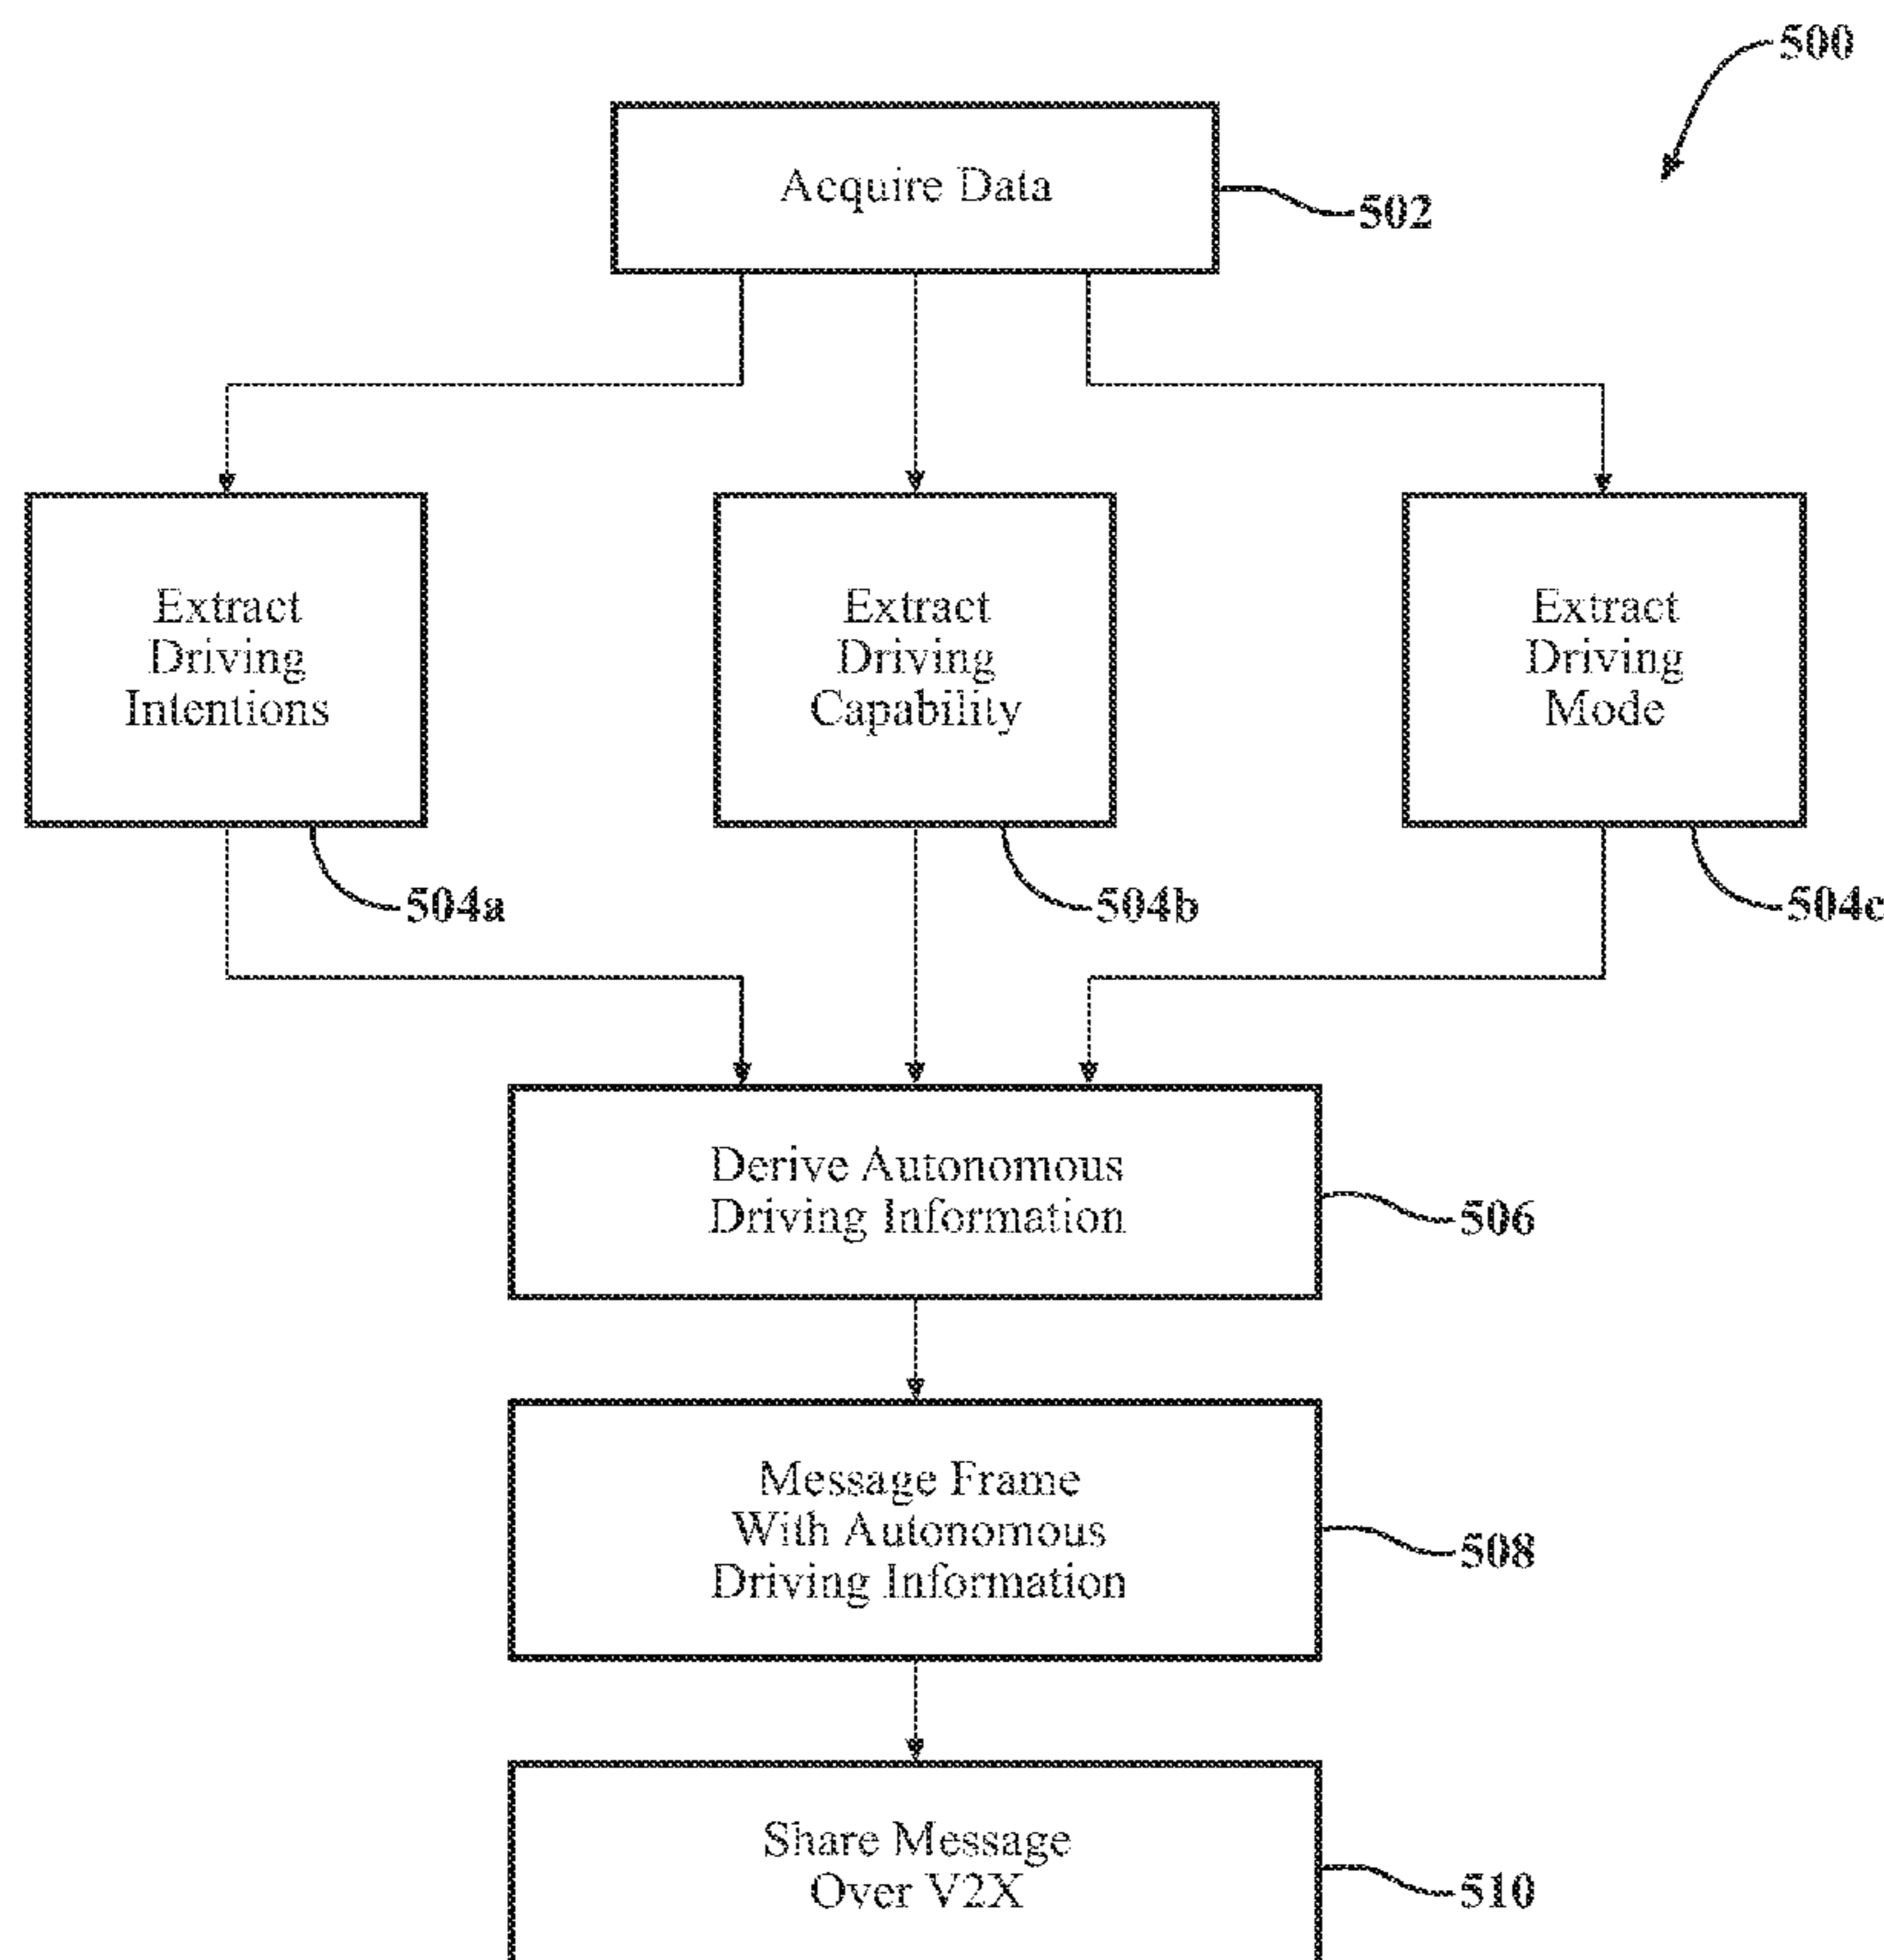 500
Acquire Data
502
Extract
Driving
Intentions
Extract
Driving
Capability
Extract
Driving
Mode
504a
504b
504c
Derive Autonomous
Driving Information
506
Message Frame
With Autonomous
Driving Information
508
Share Message
Over V2X
510